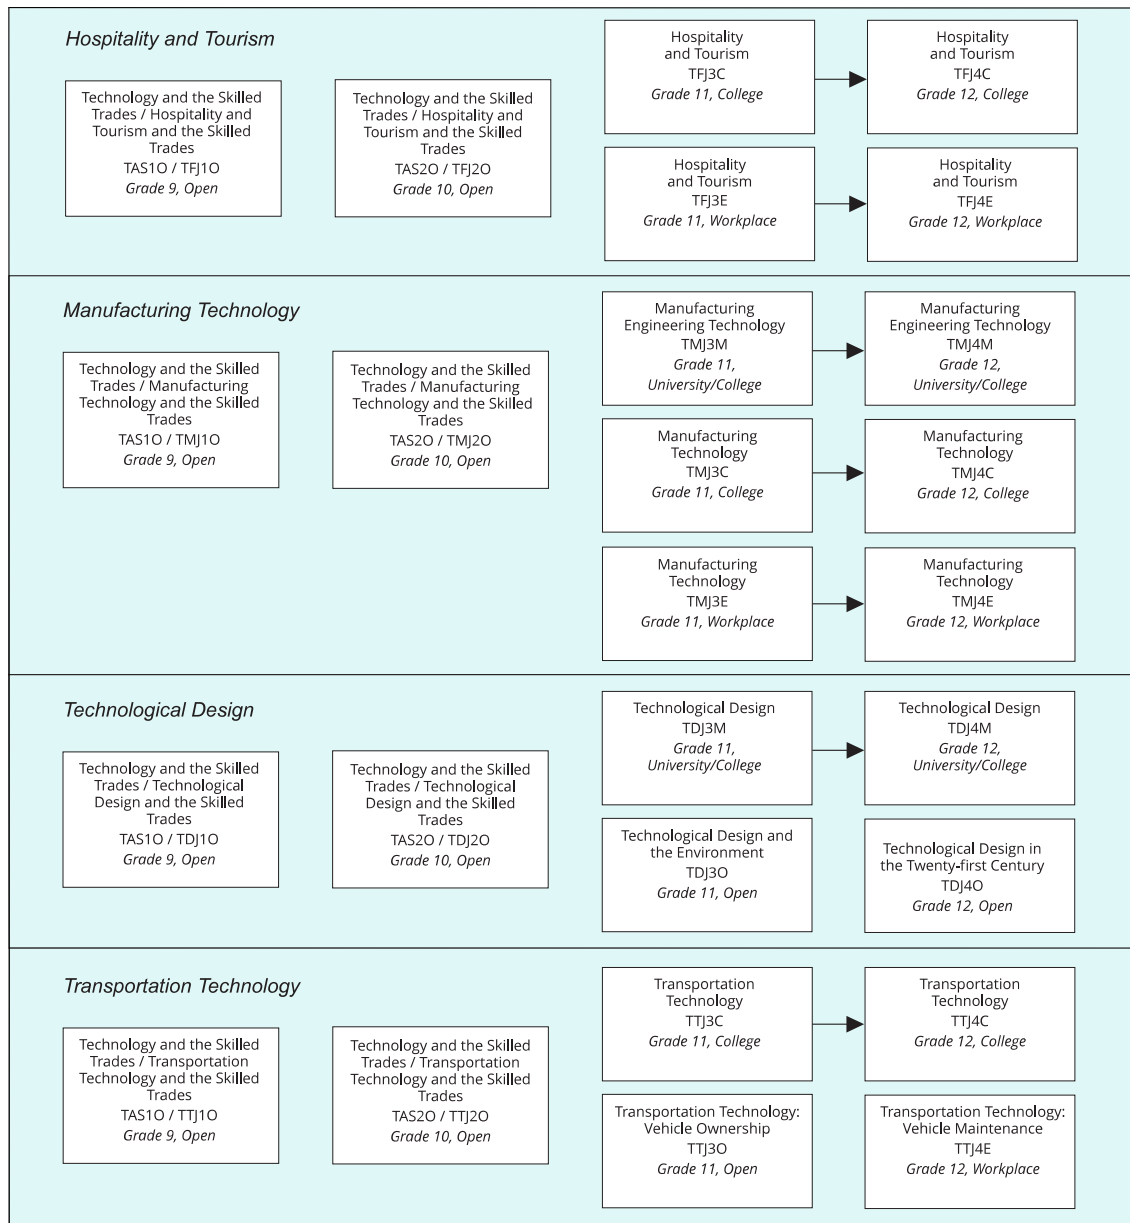 Hospitality and Tourism
Technology and the Skilled
Trades / Hospitality and
Tourism and the Skilled
Trades
TAS1O / TFJ1O
Grade 9, Open
Technology and the Skilled
Trades / Hospitality and
Tourism and the Skilled
Trades
TAS2O / TFJ2O
Grade 10, Open
Hospitality
and Tourism
TFJ3C
Grade 11, College
Hospitality
and Tourism
TFJ4C
Grade 12, College
Hospitality
and Tourism
TFJ3E
Grade 11, Workplace
Hospitality
and Tourism
TFJ4E
Grade 12, Workplace
Manufacturing Technology
Technology and the Skilled
Trades / Manufacturing
Technology and the Skilled
Trades
TAS1O / TMJ1O
Grade 9, Open
Technology and the Skilled
Trades / Manufacturing
Technology and the Skilled
Trades
TAS2O / TMJ2O
Grade 10, Open
Manufacturing
Engineering Technology
TMJ3M
Grade 11,
University/College
Manufacturing
Engineering Technology
TMJ4M
Grade 12,
University/College
Manufacturing
Technology
TMJ3C
Grade 11, College
Manufacturing
Technology
TMJ4C
Grade 12, College
Manufacturing
Technology
TMJ3E
Grade 11, Workplace
Manufacturing
Technology
TMJ4E
Grade 12, Workplace
Technological Design
Technology and the Skilled
Trades / Technological
Design and the Skilled
Trades
TAS1O / TDJ1O
Grade 9, Open
Technology and the Skilled
Trades / Technological
Design and the Skilled
Trades
TAS2O / TDJ2O
Grade 10, Open
Technological Design
TDJ3M
Grade 11,
University/College
Technological Design
TDJ4M
Grade 12,
University/College
Technological Design and
the Environment
TDJ3O
Grade 11, Open
Technological Design in
the Twenty-first Century
TDJ4O
Grade 12, Open
Transportation Technology
Technology and the Skilled
Trades / Transportation
Technology and the Skilled
Trades
TAS1O / TTJ1O
Grade 9, Open
Technology and the Skilled
Trades / Transportation
Technology and the Skilled
Trades
TAS2O / TTJ2O
Grade 10, Open
Transportation
Technology
TTJ3C
Grade 11, College
Transportation
Technology
TTJ4C
Grade 12, College
Transportation Technology:
Vehicle Ownership
TTJ3O
Grade 11, Open
Transportation Technology:
Vehicle Maintenance
TTJ4E
Grade 12, Workplace